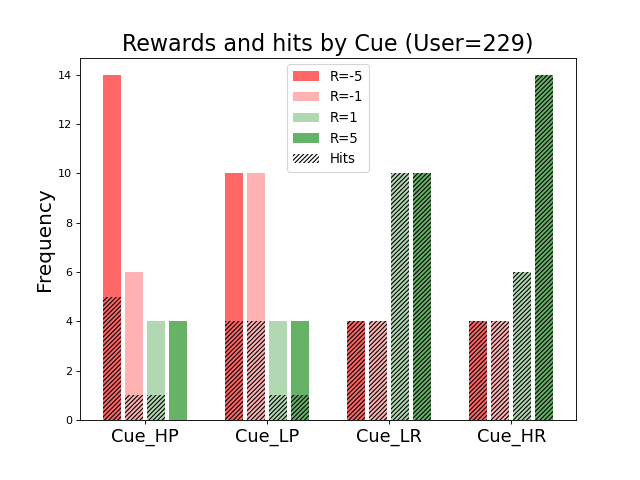 Rewards and hits by Cue (User=229)
R=-5
R=-1
R=1
R=5
Hits
Frequency
14
12
10
8
6
4
2
0
Cue_HP
Cue_LP
Cue_LR
Cue_HR